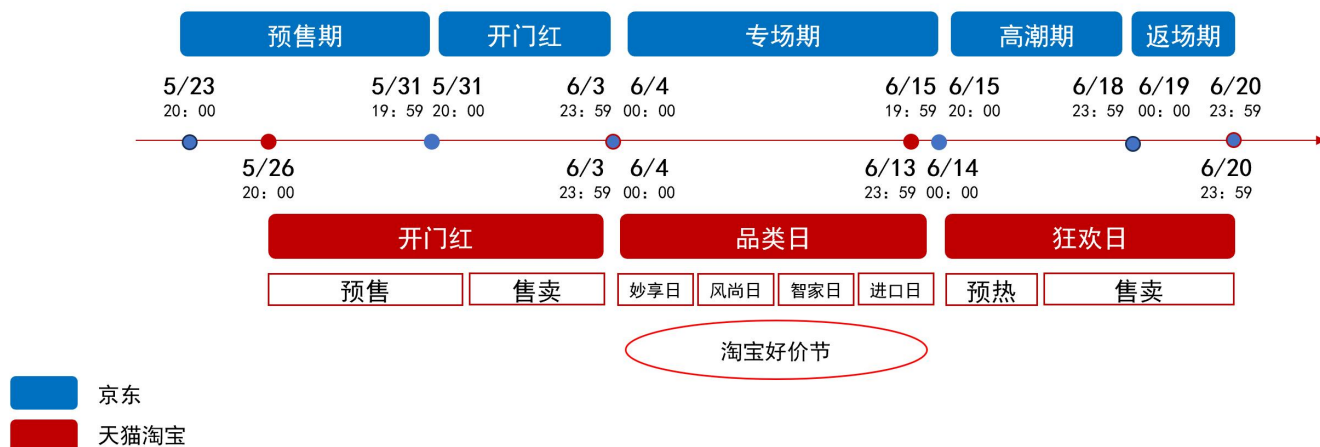 预售期 开门红 专场期 高潮期 返场期
5/23 5/31 5/31 6/3 6/4 6/15 6/15 6/18 6/19 6/20
20：00 19：59 20：00 23：59 00：00 19：59 20：00 23：59 00：00 23：59
5/26 6/3 6/4 6/13 6/14 6/20
20：00 23：59 00：00 23：59 00：00 23：59
开门红 品类日 狂欢日
预售 售卖 妙享日 风尚日 智家日 进口日 预热 售卖
淘宝好价节
京东
天猫淘宝